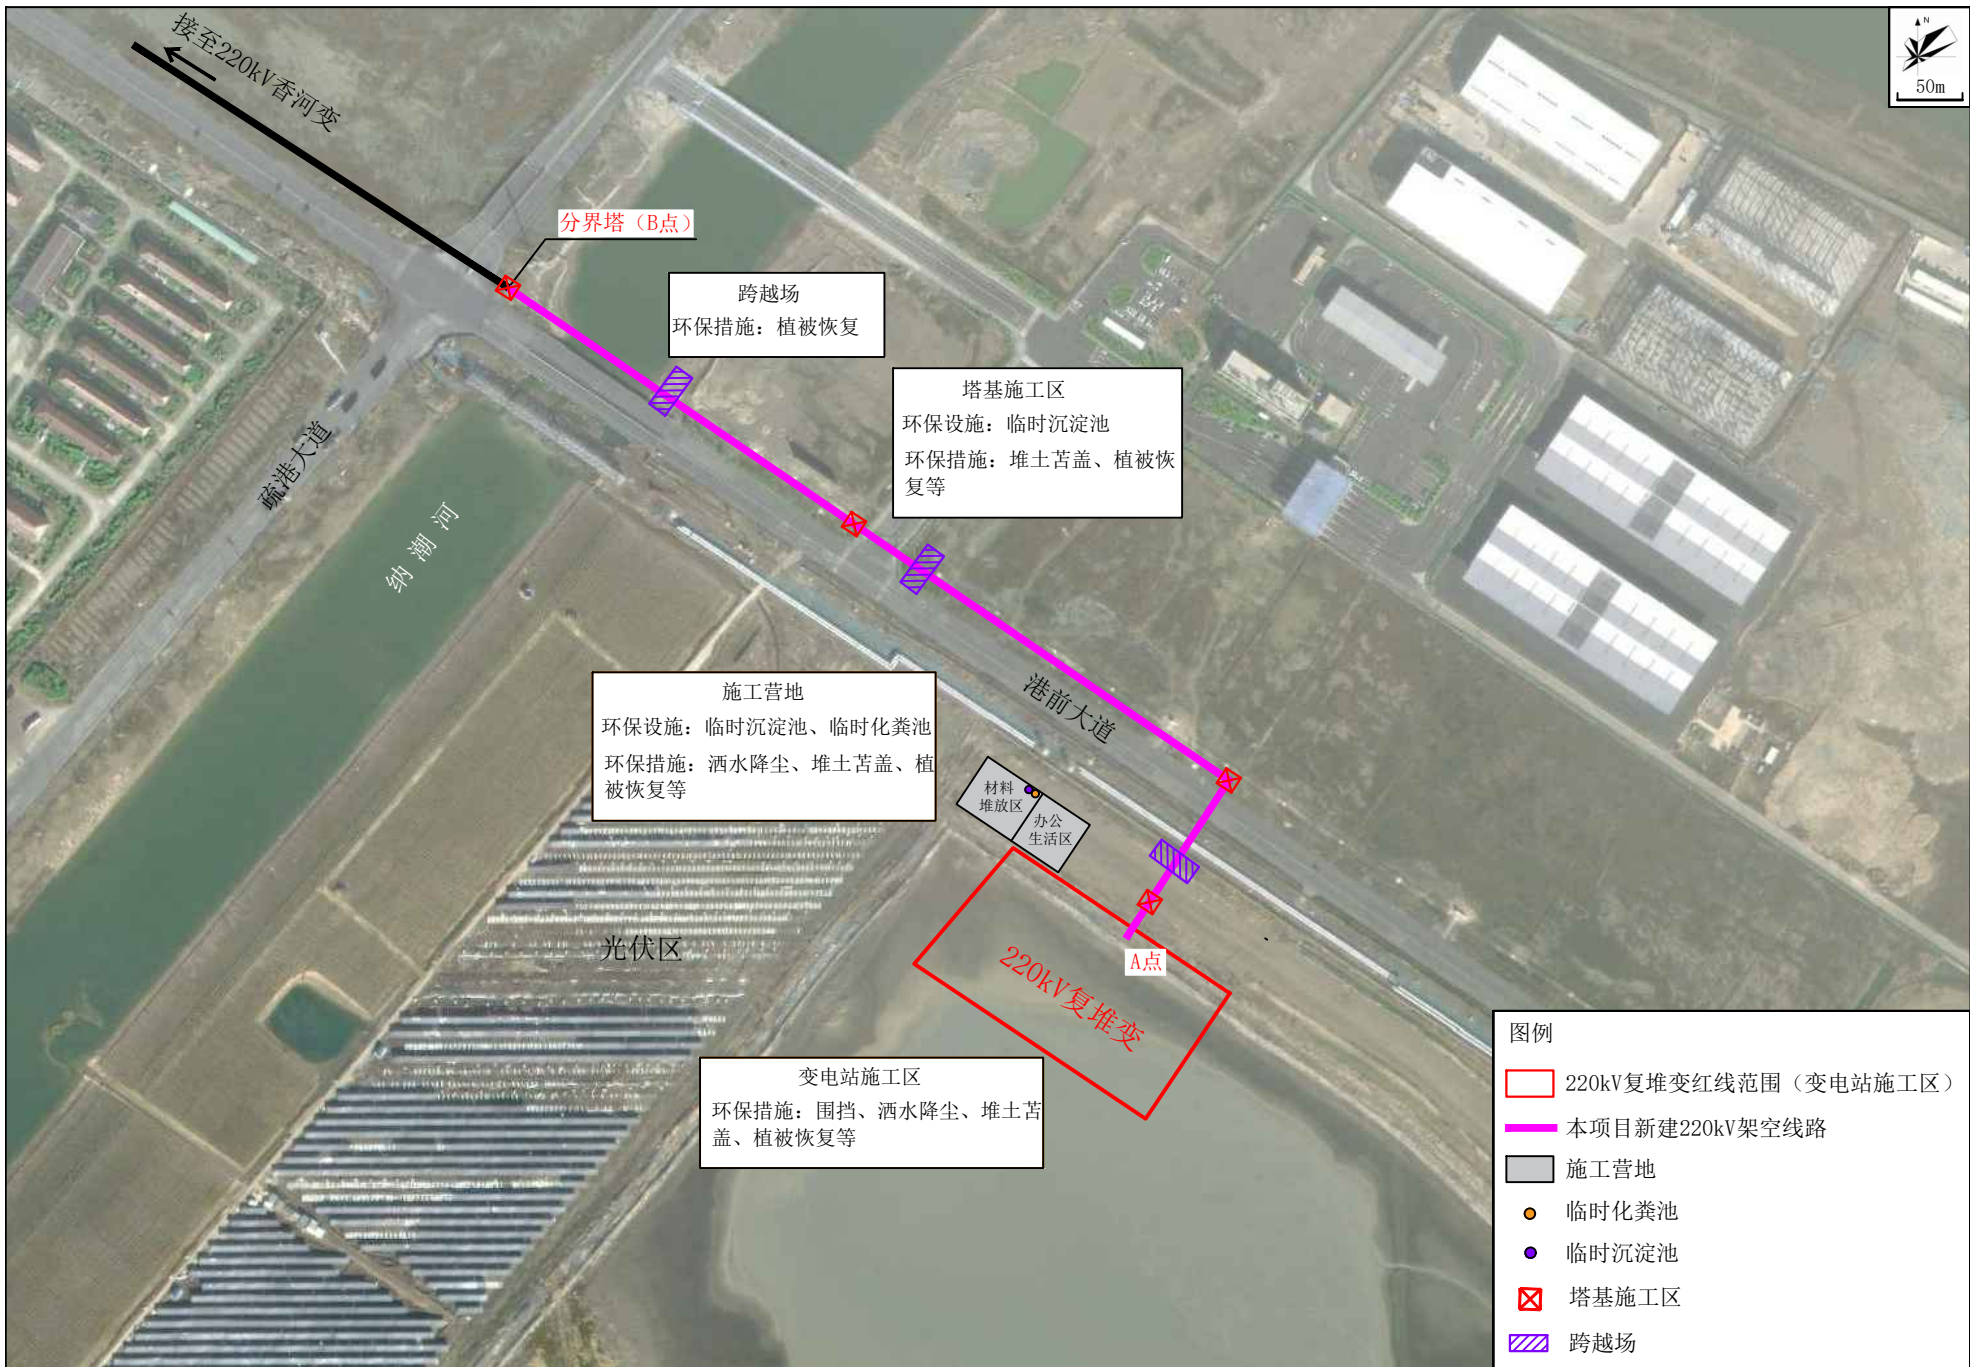 接至220kV香河变
N
50m
分界塔（B点）
跨越场
环保措施：植被恢复
塔基施工区
环保设施：临时沉淀池
环保措施：堆土苫盖、植被恢
复等
疏港大道
纳潮河
施工营地
环保设施：临时沉淀池、临时化粪池
环保措施：洒水降尘、堆土苫盖、植
被恢复等
港前大道
材料
堆放区
办公
生活区
光伏区
A点
220kV复堆变
变电站施工区
环保措施：围挡、洒水降尘、堆土苫
盖、植被恢复等
图例
220kV复堆变红线范围（变电站施工区）
本项目新建220kV架空线路
施工营地
临时化粪池
临时沉淀池
塔基施工区
跨越场